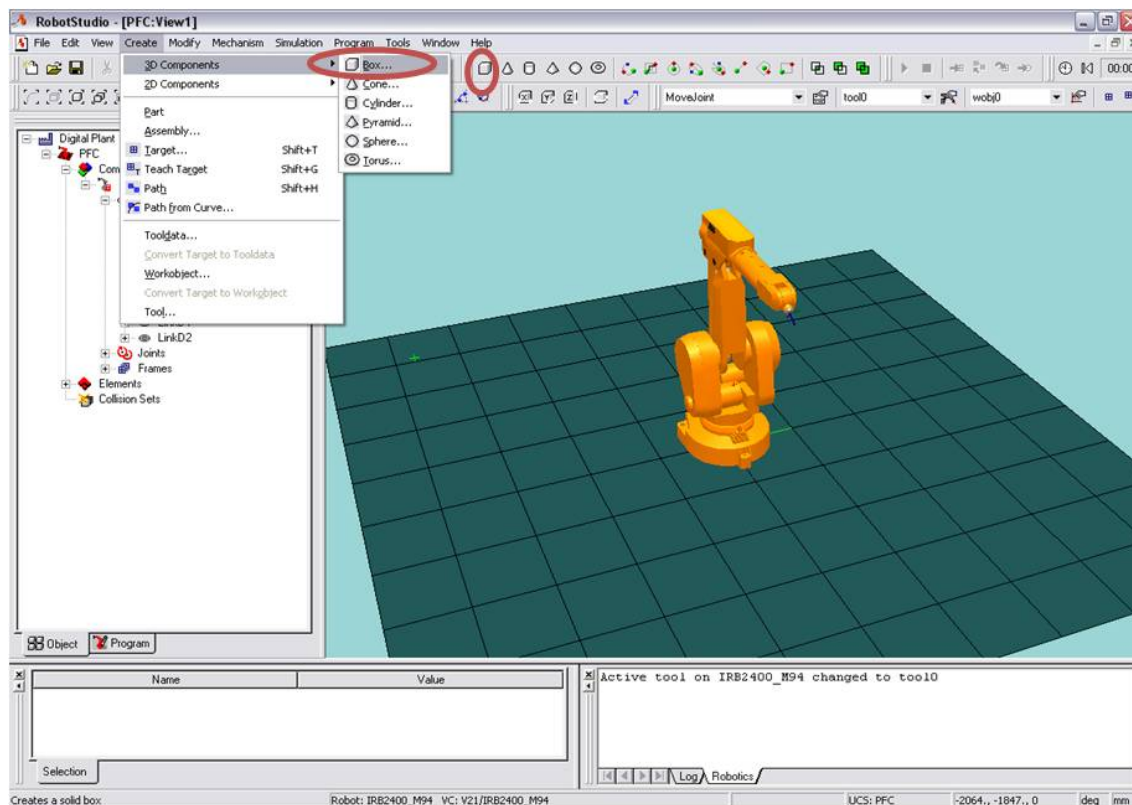 RobotStudio - [PFC:View1]
File Edit View Create Modify Mechanism Simulation Program Tools Window Help
3D Components
Box...
00:00
2D Components
Cone...
MoveJoint tool0 wobj0
Cylinder...
Part
Pyramid...
Assembly...
Sphere...
Target... Shift+T
Torus...
Teach Target Shift+G
Path Shift+H
Path from Curve...
Tooldata...
Convert Target to Tooldata
Workobject...
Convert Target to Workobject
Tool...
Digital Plant
PFC
Com
LinkD2
Joints
Frames
Elements
Collision Sets
Object Program
Name Value
Selection
Active tool on IRB2400_M94 changed to tool0
Log Robotics
Creates a solid box Robot: IRB2400_M94 VC: V21/IRB2400_M94 UCS: PFC -2064., -1847., 0 deg mm